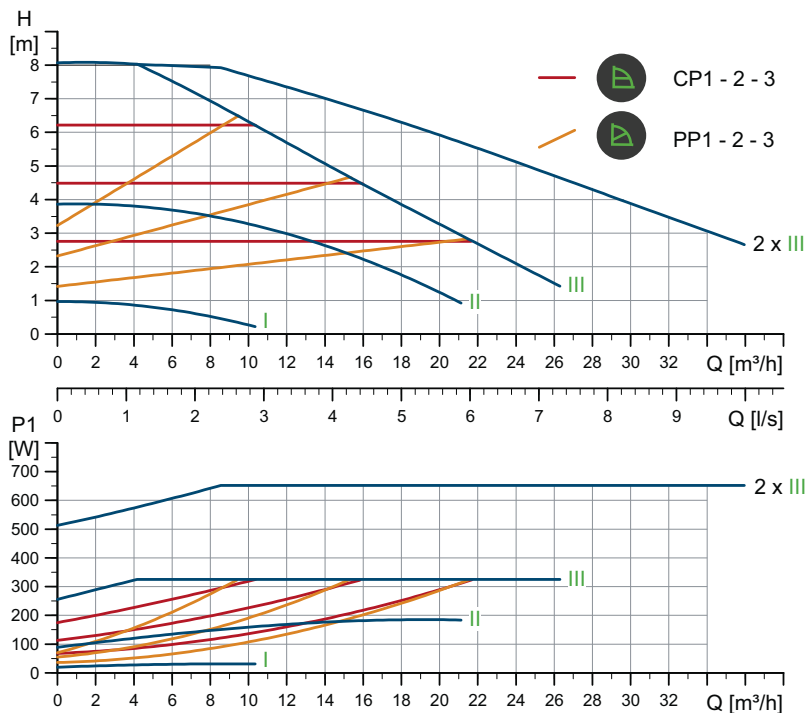 H
[m]
8
7
6
5
4
3
2
1
0
CP1 - 2 - 3
PP1 - 2 - 3
2 x III
III
II
I
0 2 4 6 8 10 12 14 16 18 20 22 24 26 28 30 32
Q [m³/h]
0 1 2 3 4 5 6 7 8 9
Q [l/s]
P1
[W]
700
600
500
400
300
200
100
0
2 x III
III
II
I
0 2 4 6 8 10 12 14 16 18 20 22 24 26 28 30 32
Q [m³/h]